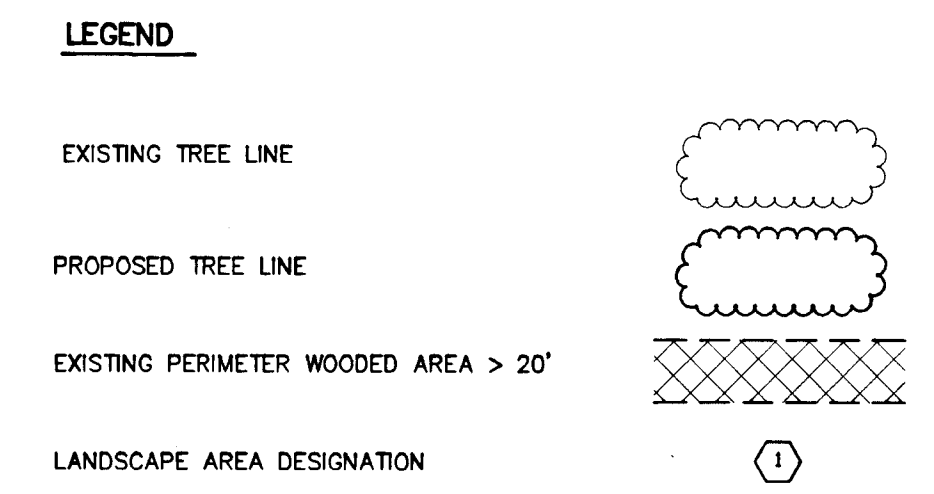 LEGEND
EXISTING TREE LINE
PROPOSED TREE LINE
EXISTING PERIMETER WOODED AREA > 20'
LANDSCAPE AREA DESIGNATION
1